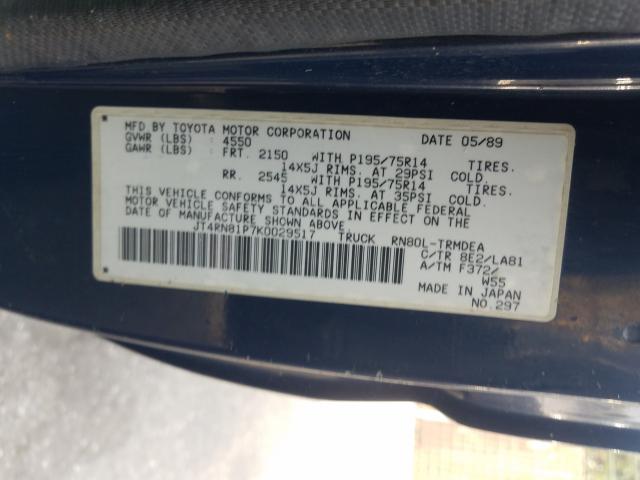 MFD BY TOYOTA MOTOR CORPORATION DATE 05/89
GVWR (LBS) : 4550
GAWR (LBS) : FRT. 2150 WITH P195/75R14 TIRES.
14X5J RIMS. AT 29PSI COLD.
RR. 2545 WITH P195/75R14 TIRES.
14X5J RIMS. AT 35PSI COLD.
THIS VEHICLE CONFORMS TO ALL APPLICABLE FEDERAL
MOTOR VEHICLE SAFETY STANDARDS IN EFFECT ON THE
DATE OF MANUFACTURE SHOWN ABOVE.
JT4RN81P7K0029517 TRUCK RN80L-TRMDEA
C/TR 8E2/LA81
A/TM F372/
W55
MADE IN JAPAN
NO.297